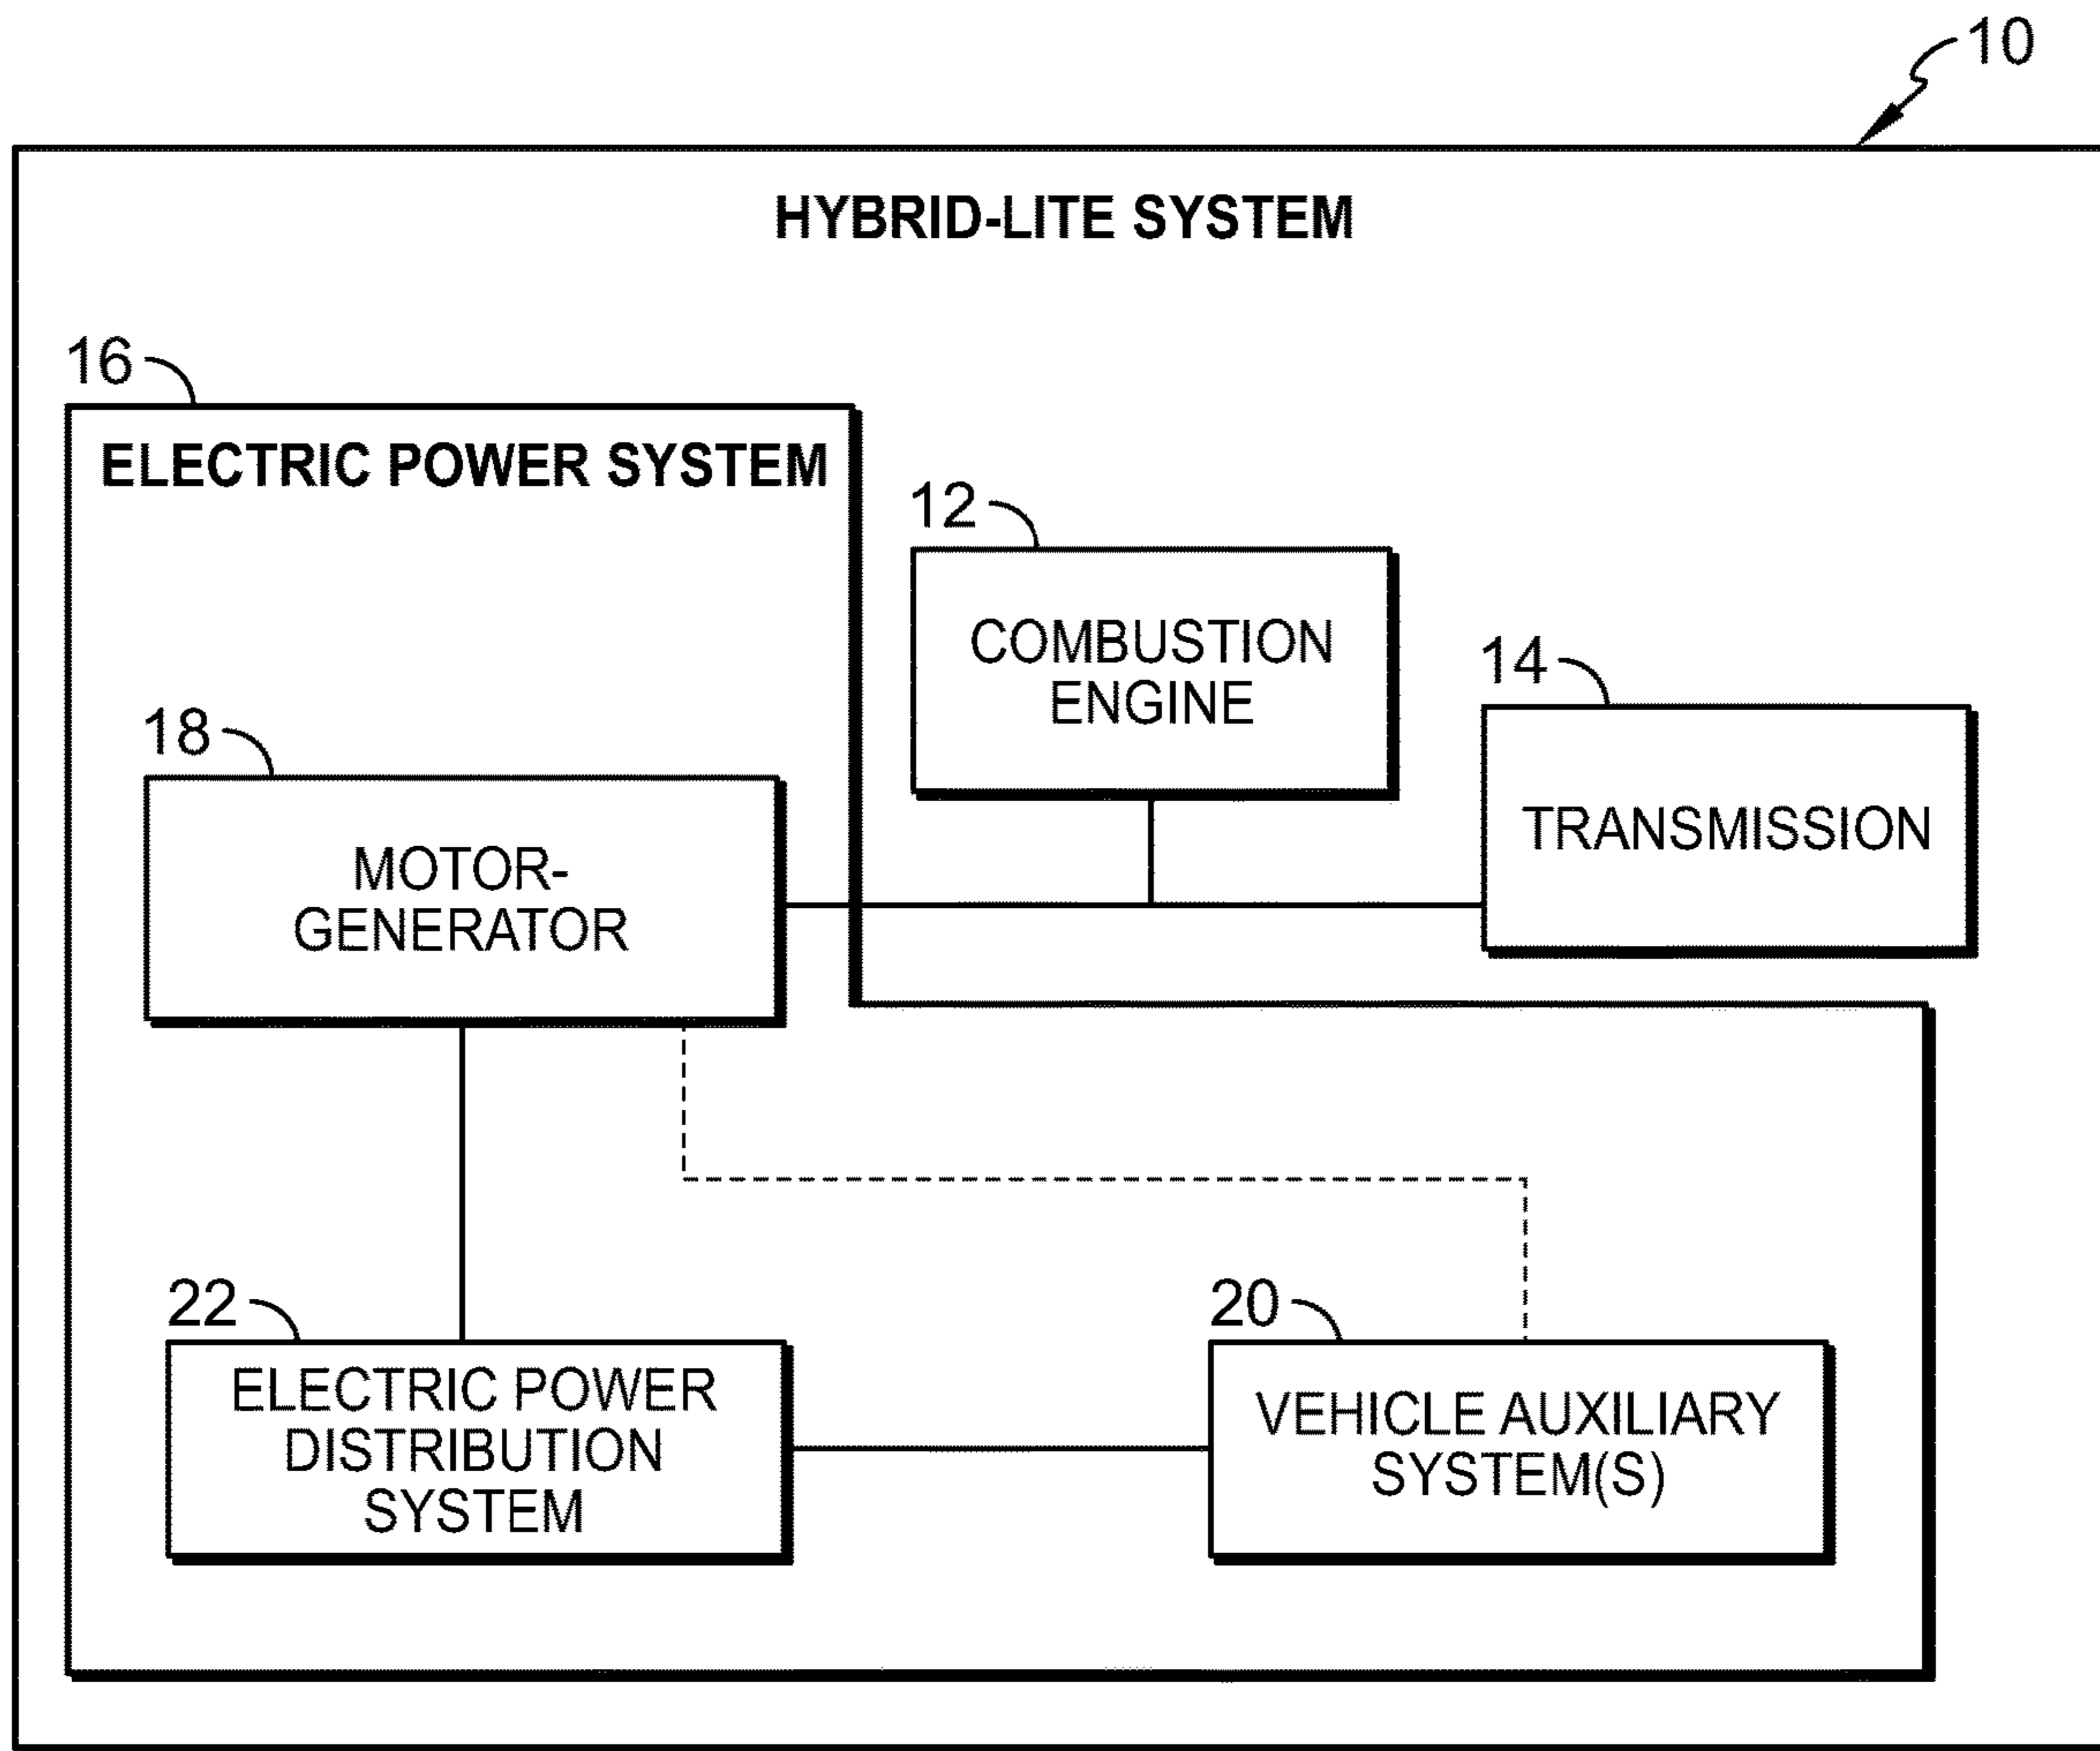 10
HYBRID-LITE SYSTEM
16
ELECTRIC POWER SYSTEM
12
COMBUSTION
ENGINE
14
TRANSMISSION
18
MOTOR-
GENERATOR
22
ELECTRIC POWER
DISTRIBUTION
SYSTEM
20
VEHICLE AUXILIARY
SYSTEM(S)